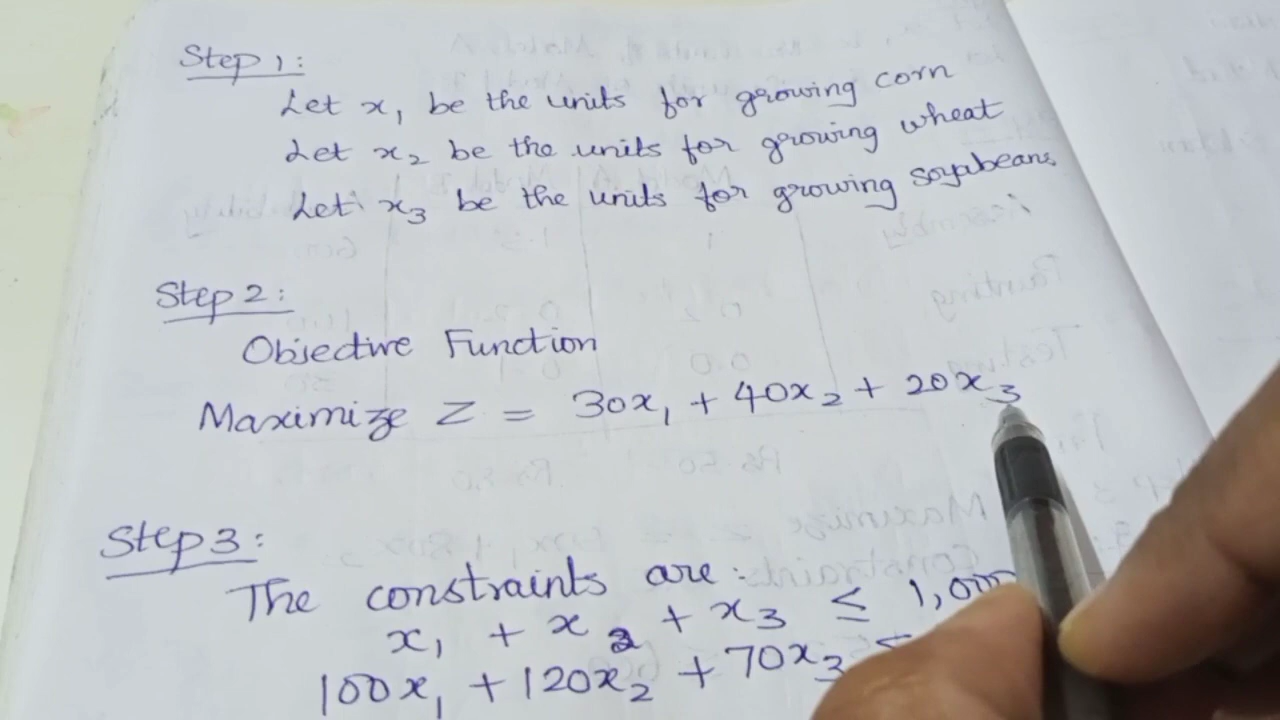 Step 1:
Let x₁ be the units for growing corn
Let x₂ be the units for growing wheat
Let x₃ be the units for growing soyabeans
Step 2:
Objective Function
Maximize Z = 30x₁ + 40x₂ + 20x₃
Step 3:
The constraints are:
x₁ + x₂ + x₃ ≤ 1,000
100x₁ + 120x₂ + 70x₃ ≤